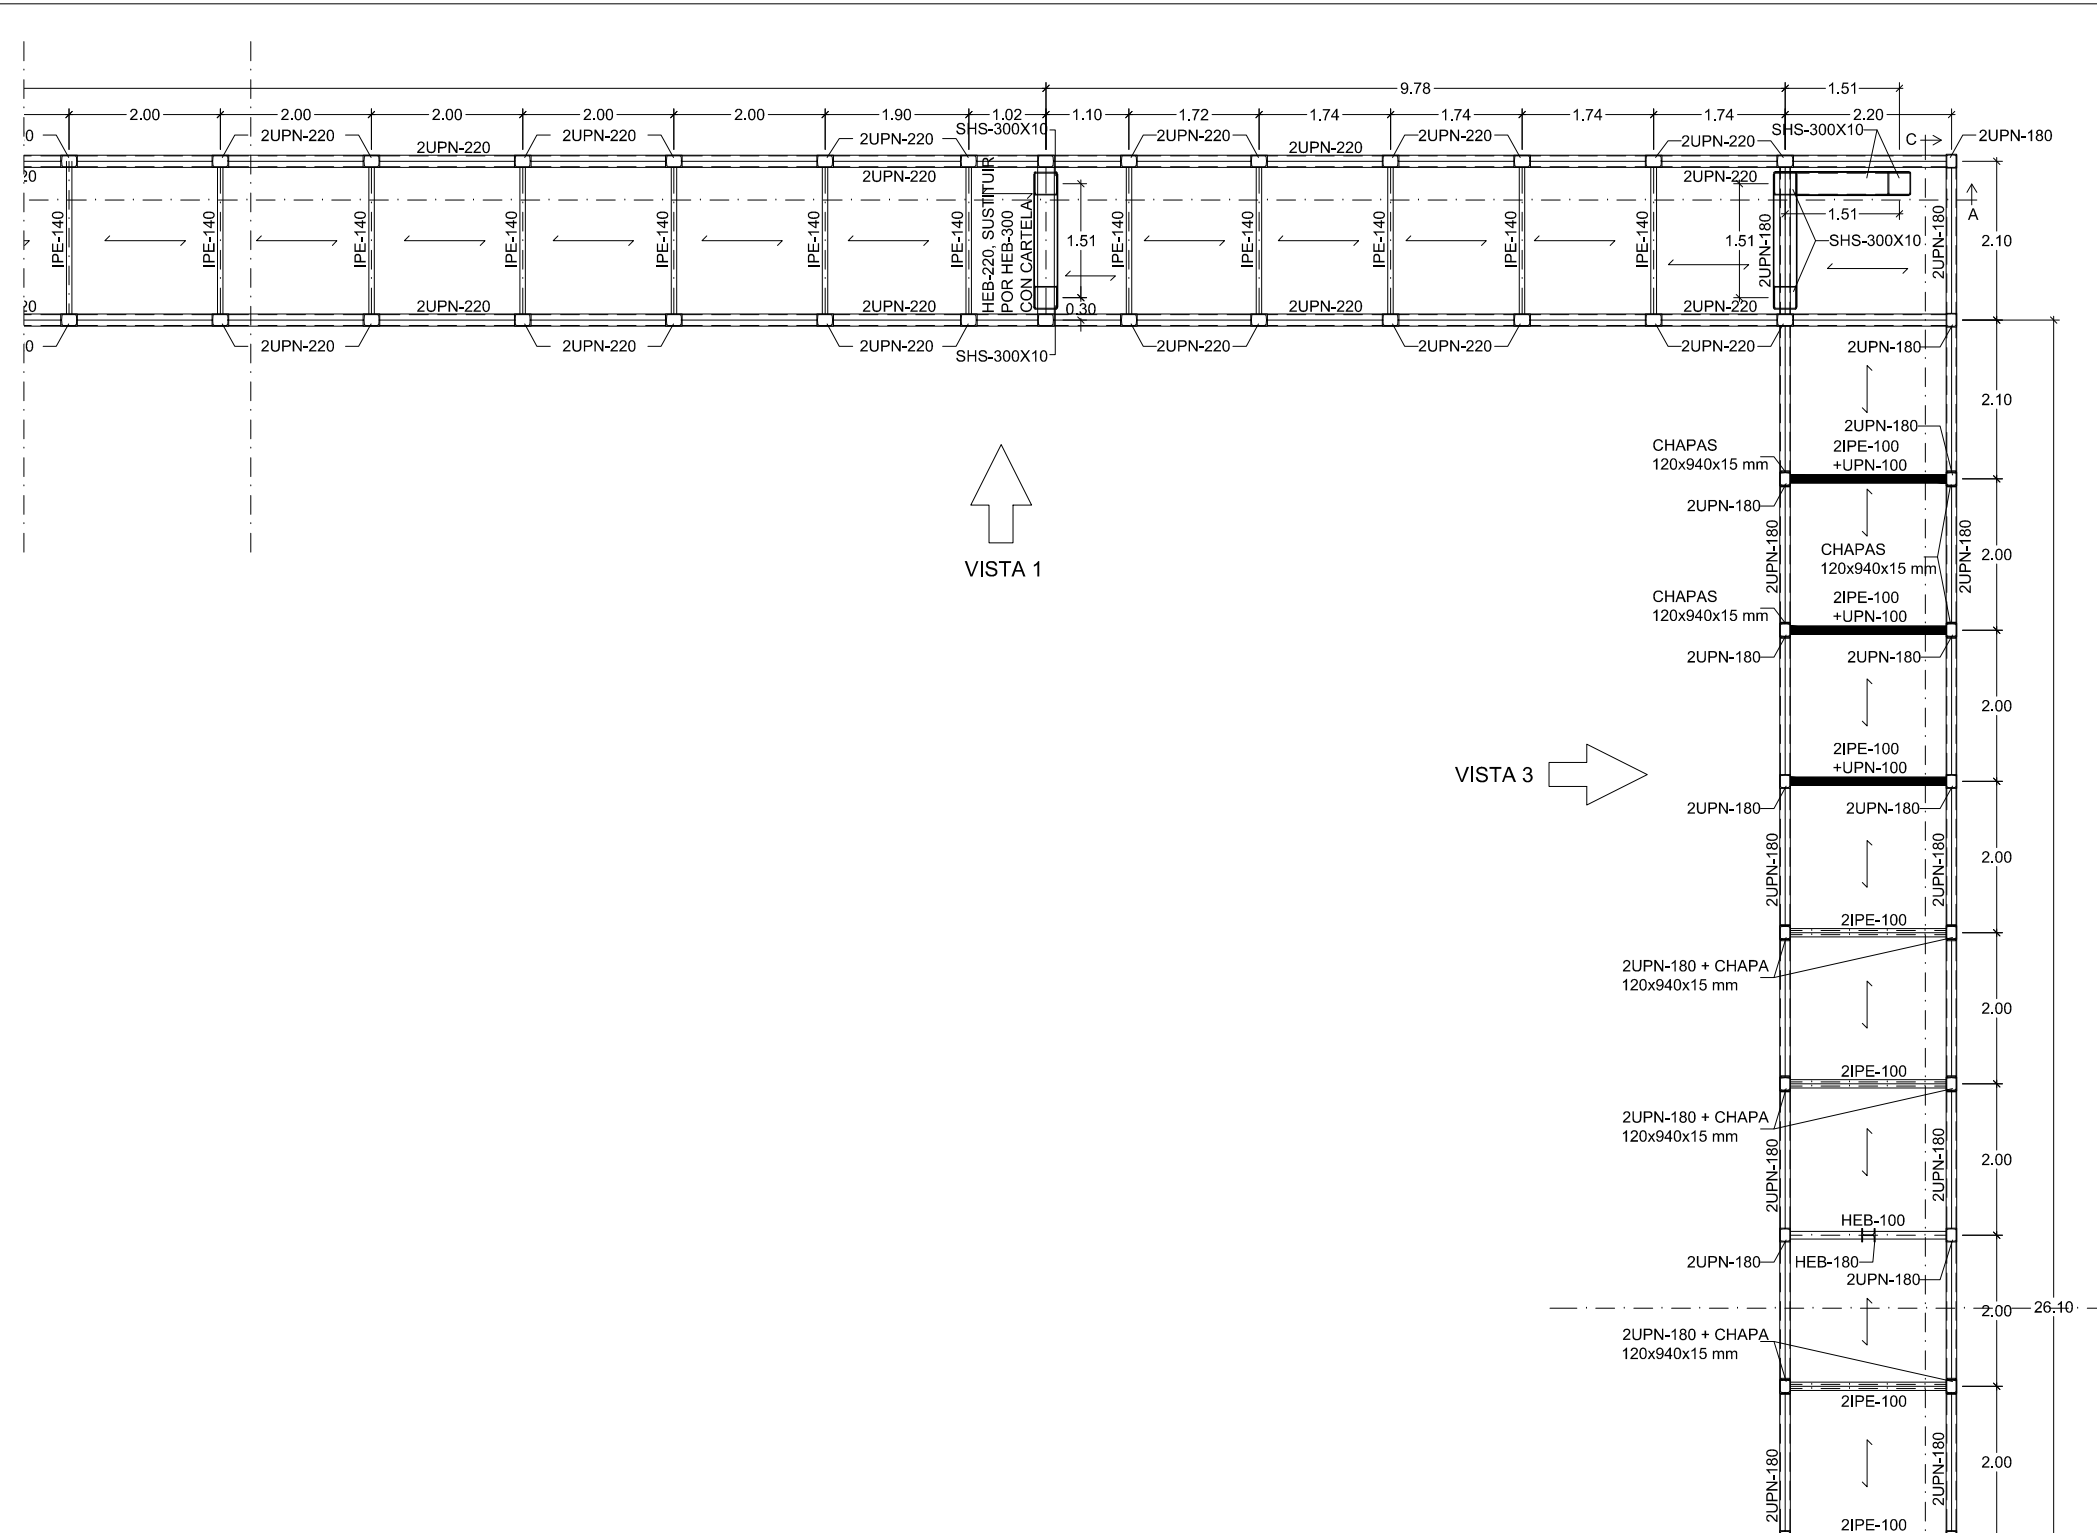 9.78
1.51
2.00
2.00
2.00
2.00
2.00
1.90
1.02
1.10
1.72
1.74
1.74
1.74
1.74
2.20
0
2UPN-220
2UPN-220
2UPN-220
2UPN-220
SHS-300X10
2UPN-220
2UPN-220
2UPN-220
2UPN-220
2UPN-220
SHS-300X10
C
2UPN-180
20
2UPN-220
2UPN-220
IPE-140
IPE-140
IPE-140
IPE-140
IPE-140
IPE-140
IPE-140
HEB-220, SUSTITUIR
POR HEB-300
CON CARTELA
1.51
IPE-140
IPE-140
IPE-140
IPE-140
IPE-140
1.51
2UPN-180
1.51
SHS-300X10
2UPN-180
A
2.10
20
2UPN-220
2UPN-220
0.30
2UPN-220
2UPN-220
0
2UPN-220
2UPN-220
2UPN-220
SHS-300X10
2UPN-220
2UPN-220
2UPN-220
2UPN-180
2.10
2UPN-180
CHAPAS
120x940x15 mm
2IPE-100
+UPN-100
2UPN-180
2UPN-180
CHAPAS
120x940x15 mm
2UPN-180
2.00
CHAPAS
120x940x15 mm
2IPE-100
+UPN-100
2UPN-180
2UPN-180
2.00
VISTA 1
VISTA 3
2IPE-100
+UPN-100
2UPN-180
2UPN-180
2UPN-180
2UPN-180
2.00
2IPE-100
2UPN-180 + CHAPA
120x940x15 mm
2.00
2IPE-100
2UPN-180 + CHAPA
120x940x15 mm
2UPN-180
2UPN-180
2.00
HEB-100
2UPN-180
HEB-180
2UPN-180
2.00
26.10
2UPN-180 + CHAPA
120x940x15 mm
2IPE-100
2UPN-180
2UPN-180
2.00
2IPE-100